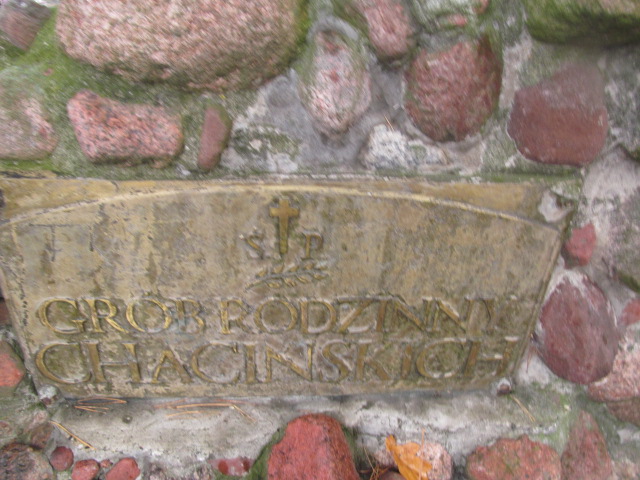 Ś P
GRÓB RODZINNY
CHACIŃSKICH